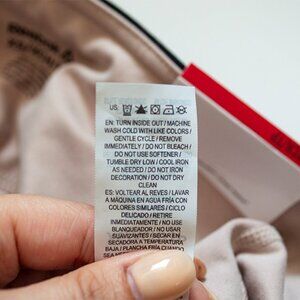 US:
EN: TURN INSIDE OUT / MACHINE
WASH COLD WITH LIKE COLORS /
GENTLE CYCLE / REMOVE
IMMEDIATELY / DO NOT BLEACH /
DO NOT USE SOFTENER /
TUMBLE DRY LOW / COOL IRON
AS NEEDED / DO NOT IRON
DECORATION / DO NOT DRY
CLEAN
ES: VOLTEAR AL REVES / LAVAR
A MAQUINA EN AGUA FRIA CON
COLORES SIMILARES / CICLO
DELICADO / RETIRE
INMEDIATAMENTE / NO USE
BLANQUEADOR / NO USAR
SUAVIZANTES / SECAR EN
SECADORA A TEMPERATURA
BAJA / PLANCHA FRIA CUANDO